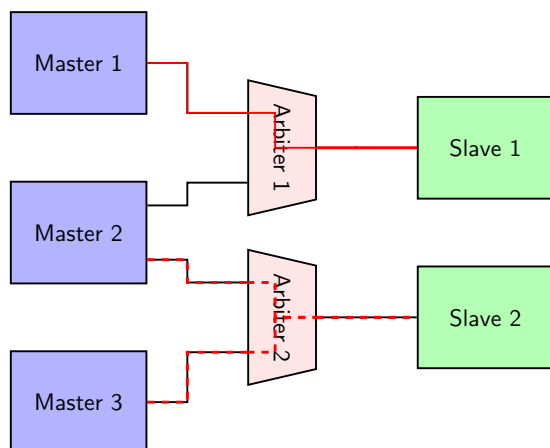 Master 1
Arbiter 1
Slave 1
Master 2
Arbiter 2
Slave 2
Master 3